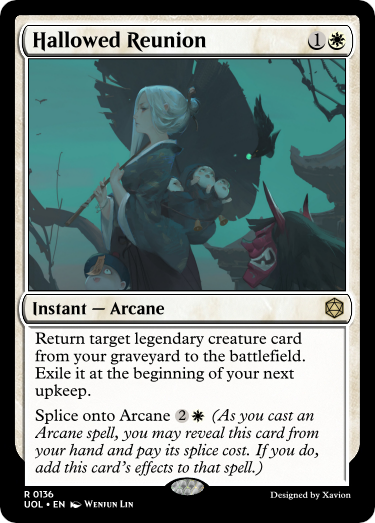 Hallowed Reunion 1
Instant — Arcane
Return target legendary creature card
from your graveyard to the battlefield.
Exile it at the beginning of your next
upkeep.
Splice onto Arcane 2 (As you cast an
Arcane spell, you may reveal this card from
your hand and pay its splice cost. If you do,
add this card's effects to that spell.)
R 0136
UOL • EN Wenjun Lin
Designed by Xavion